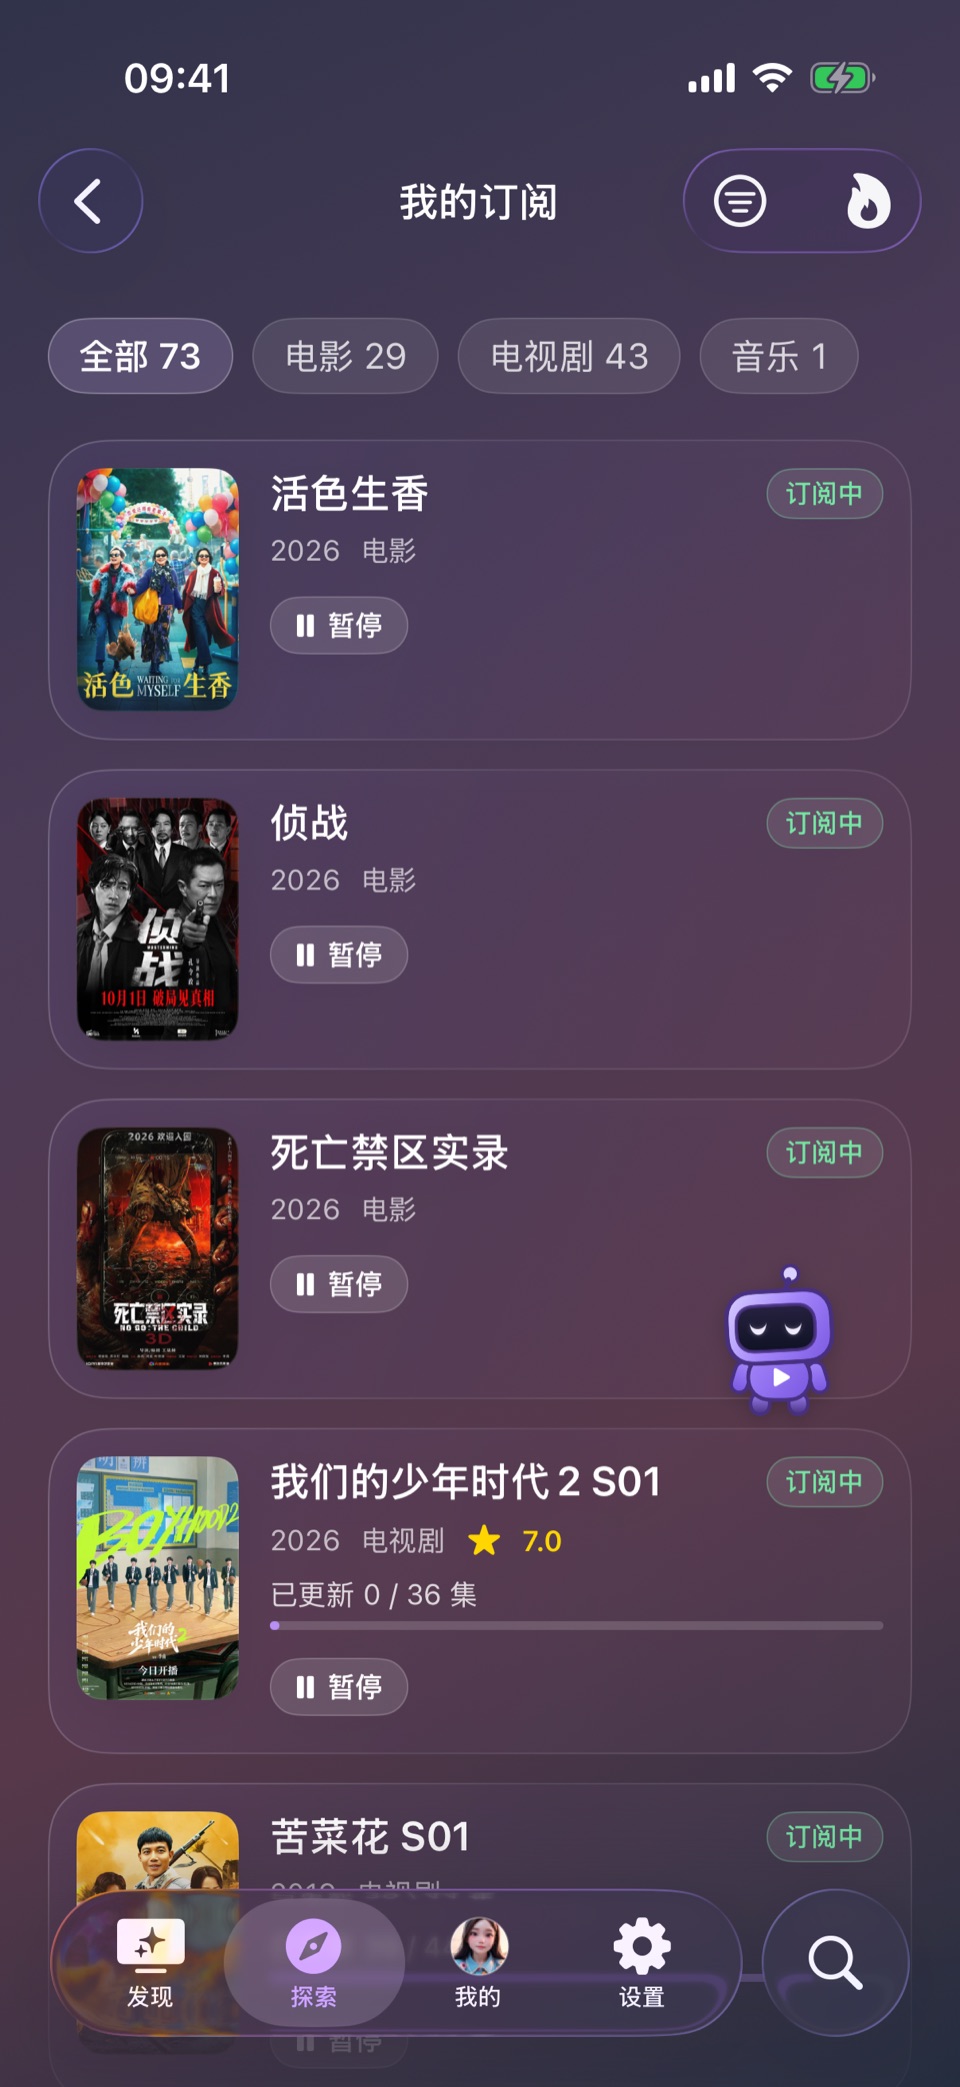 09:41
我的订阅
全部 73
电影 29
电视剧 43
音乐 1
活色生香
订阅中
2026 电影
暂停
活色 WAITING FOR MYSELF 生香
侦战
订阅中
2026 电影
暂停
侦战
10月1日 破局见真相
死亡禁区实录
订阅中
2026 电影
暂停
2026 欢迎入园
死亡禁区实录
NO GO: THE CHILD
3D
我们的少年时代 2 S01
订阅中
2026 电视剧 7.0
已更新 0 / 36 集
暂停
BOYHOOD2
我们的少年时代2
今日开播
苦菜花 S01
订阅中
2019 电视剧
暂停
发现
探索
我的
设置